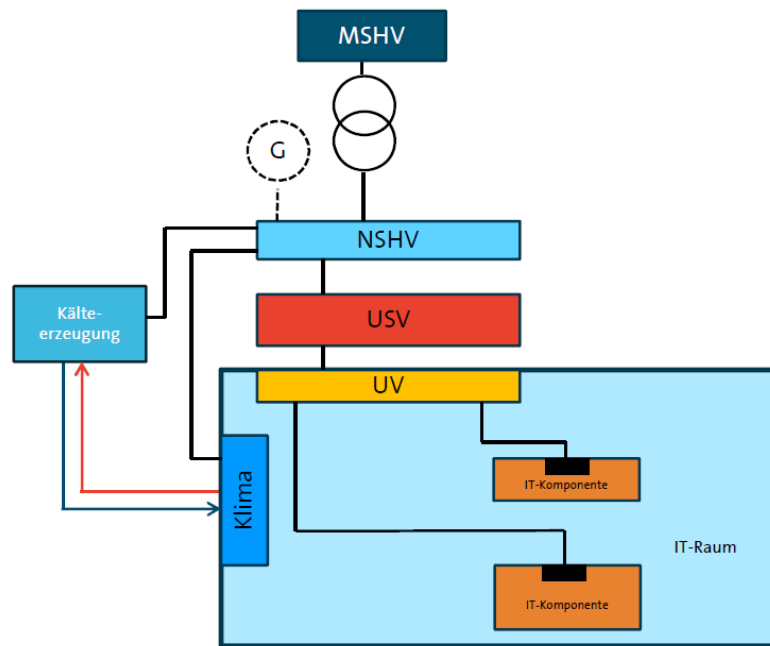 MSHV
G
NSHV
Kälte-
erzeugung
USV
UV
Klima
IT-Komponente
IT-Raum
IT-Komponente